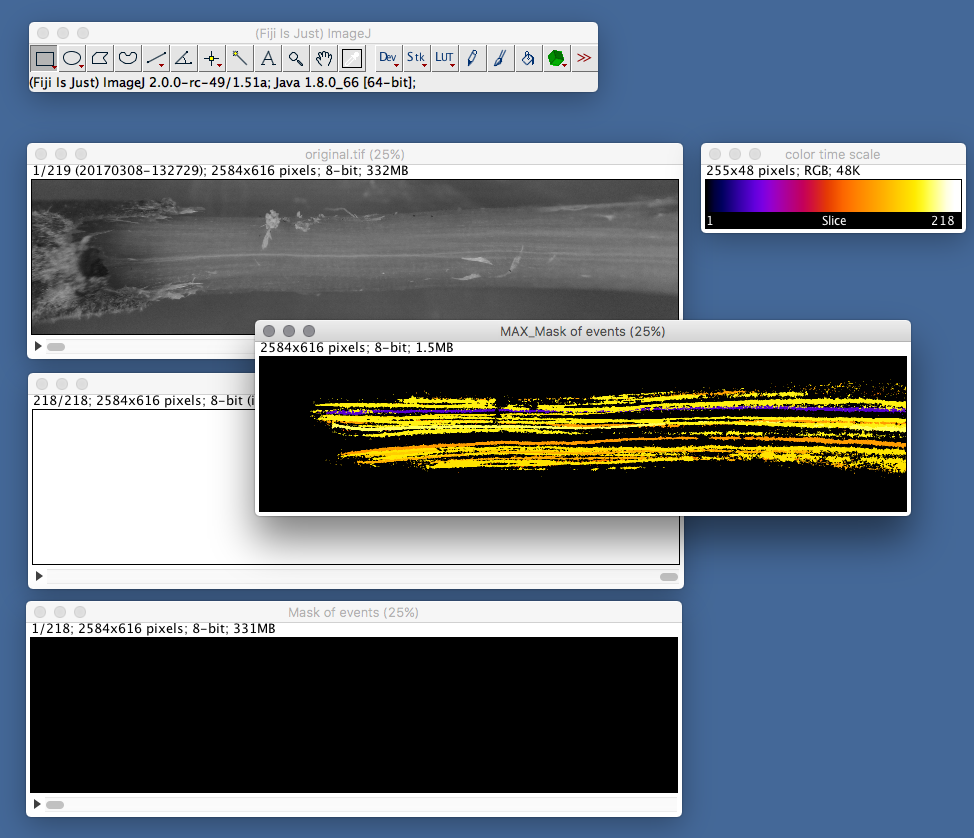 (Fiji Is Just) ImageJ
Dev Stk LUT >>
(Fiji Is Just) ImageJ 2.0.0-rc-49/1.51a; Java 1.8.0_66 [64-bit];
original.tif (25%)
1/219 (20170308-132729); 2584x616 pixels; 8-bit; 332MB
color time scale
255x48 pixels; RGB; 48K
1 Slice 218
MAX_Mask of events (25%)
2584x616 pixels; 8-bit; 1.5MB
218/218; 2584x616 pixels; 8-bit (i
Mask of events (25%)
1/218; 2584x616 pixels; 8-bit; 331MB